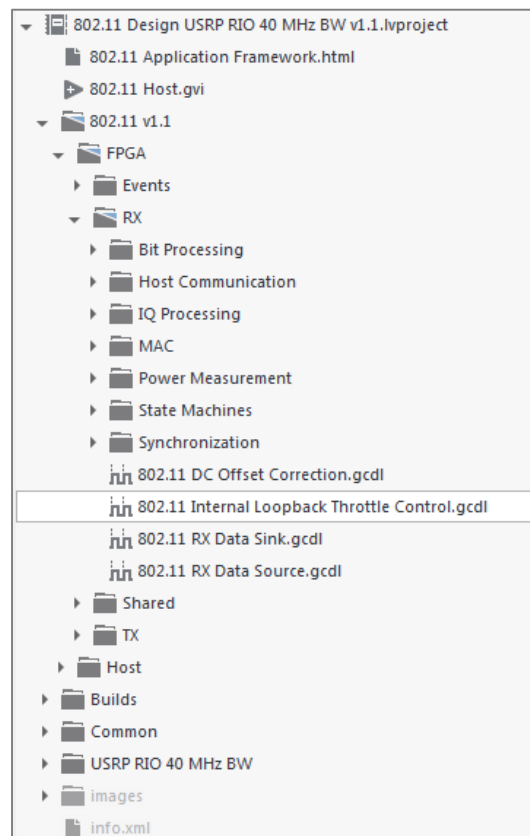 802.11 Design USRP RIO 40 MHz BW v1.1.lvproject
802.11 Application Framework.html
802.11 Host.gvi
802.11 v1.1
FPGA
Events
RX
Bit Processing
Host Communication
IQ Processing
MAC
Power Measurement
State Machines
Synchronization
802.11 DC Offset Correction.gcdl
802.11 Internal Loopback Throttle Control.gcdl
802.11 RX Data Sink.gcdl
802.11 RX Data Source.gcdl
Shared
TX
Host
Builds
Common
USRP RIO 40 MHz BW
images
info.xml